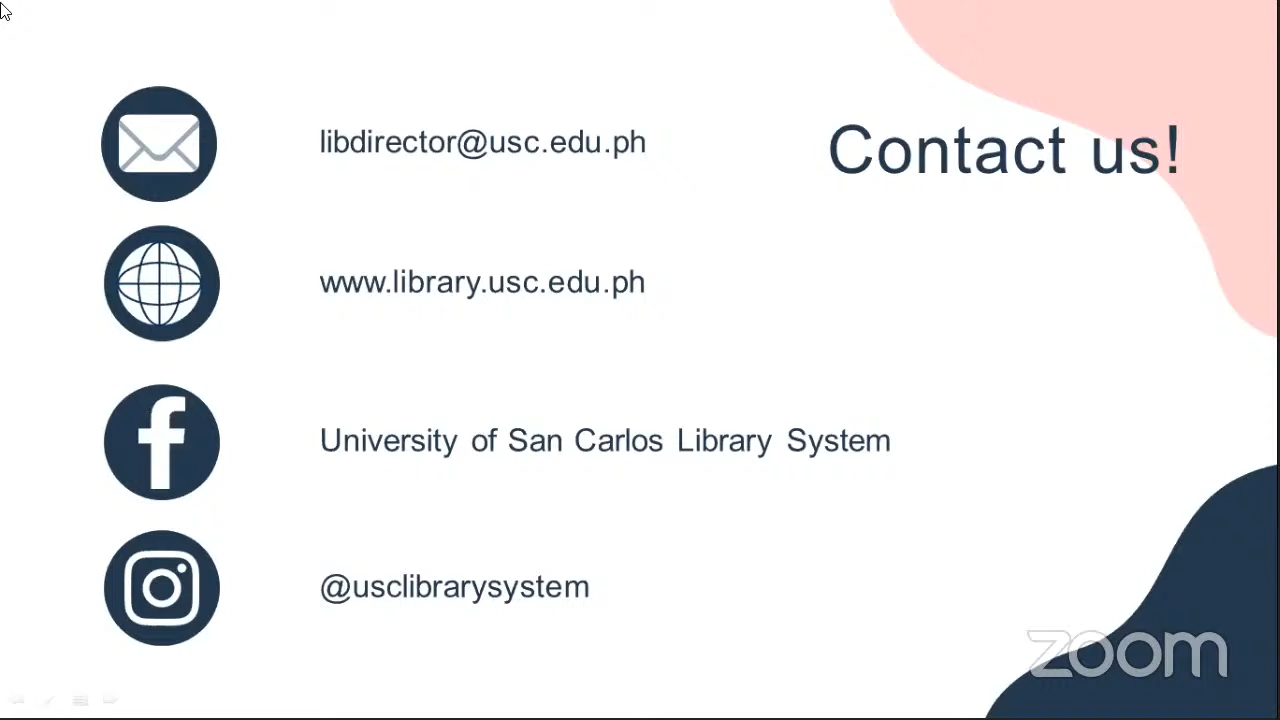 libdirector@usc.edu.ph
Contact us!
www.library.usc.edu.ph
University of San Carlos Library System
@usclibrarysystem
zoom